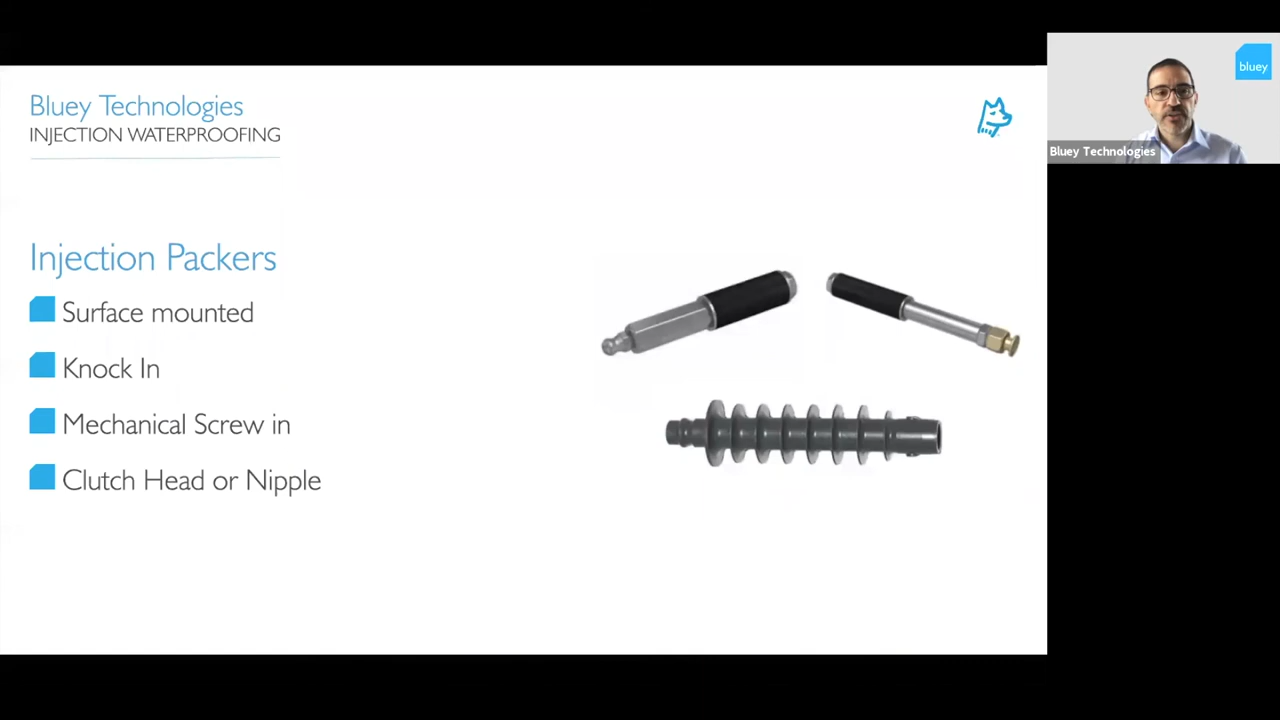 Bluey Technologies
INJECTION WATERPROOFING
Injection Packers
Surface mounted
Knock In
Mechanical Screw in
Clutch Head or Nipple
bluey
Bluey Technologies